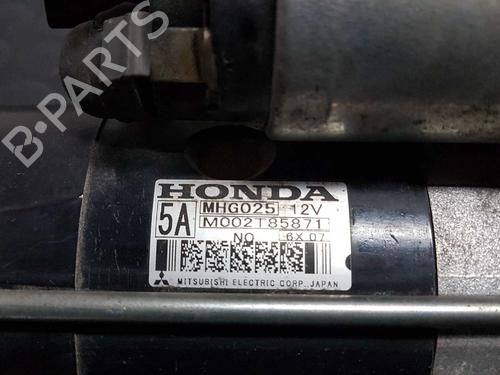 B-PARTS
HONDA
5A MHG025 12V
M002T85871
NO 6X 07
MITSUBISHI ELECTRIC CORP. JAPAN